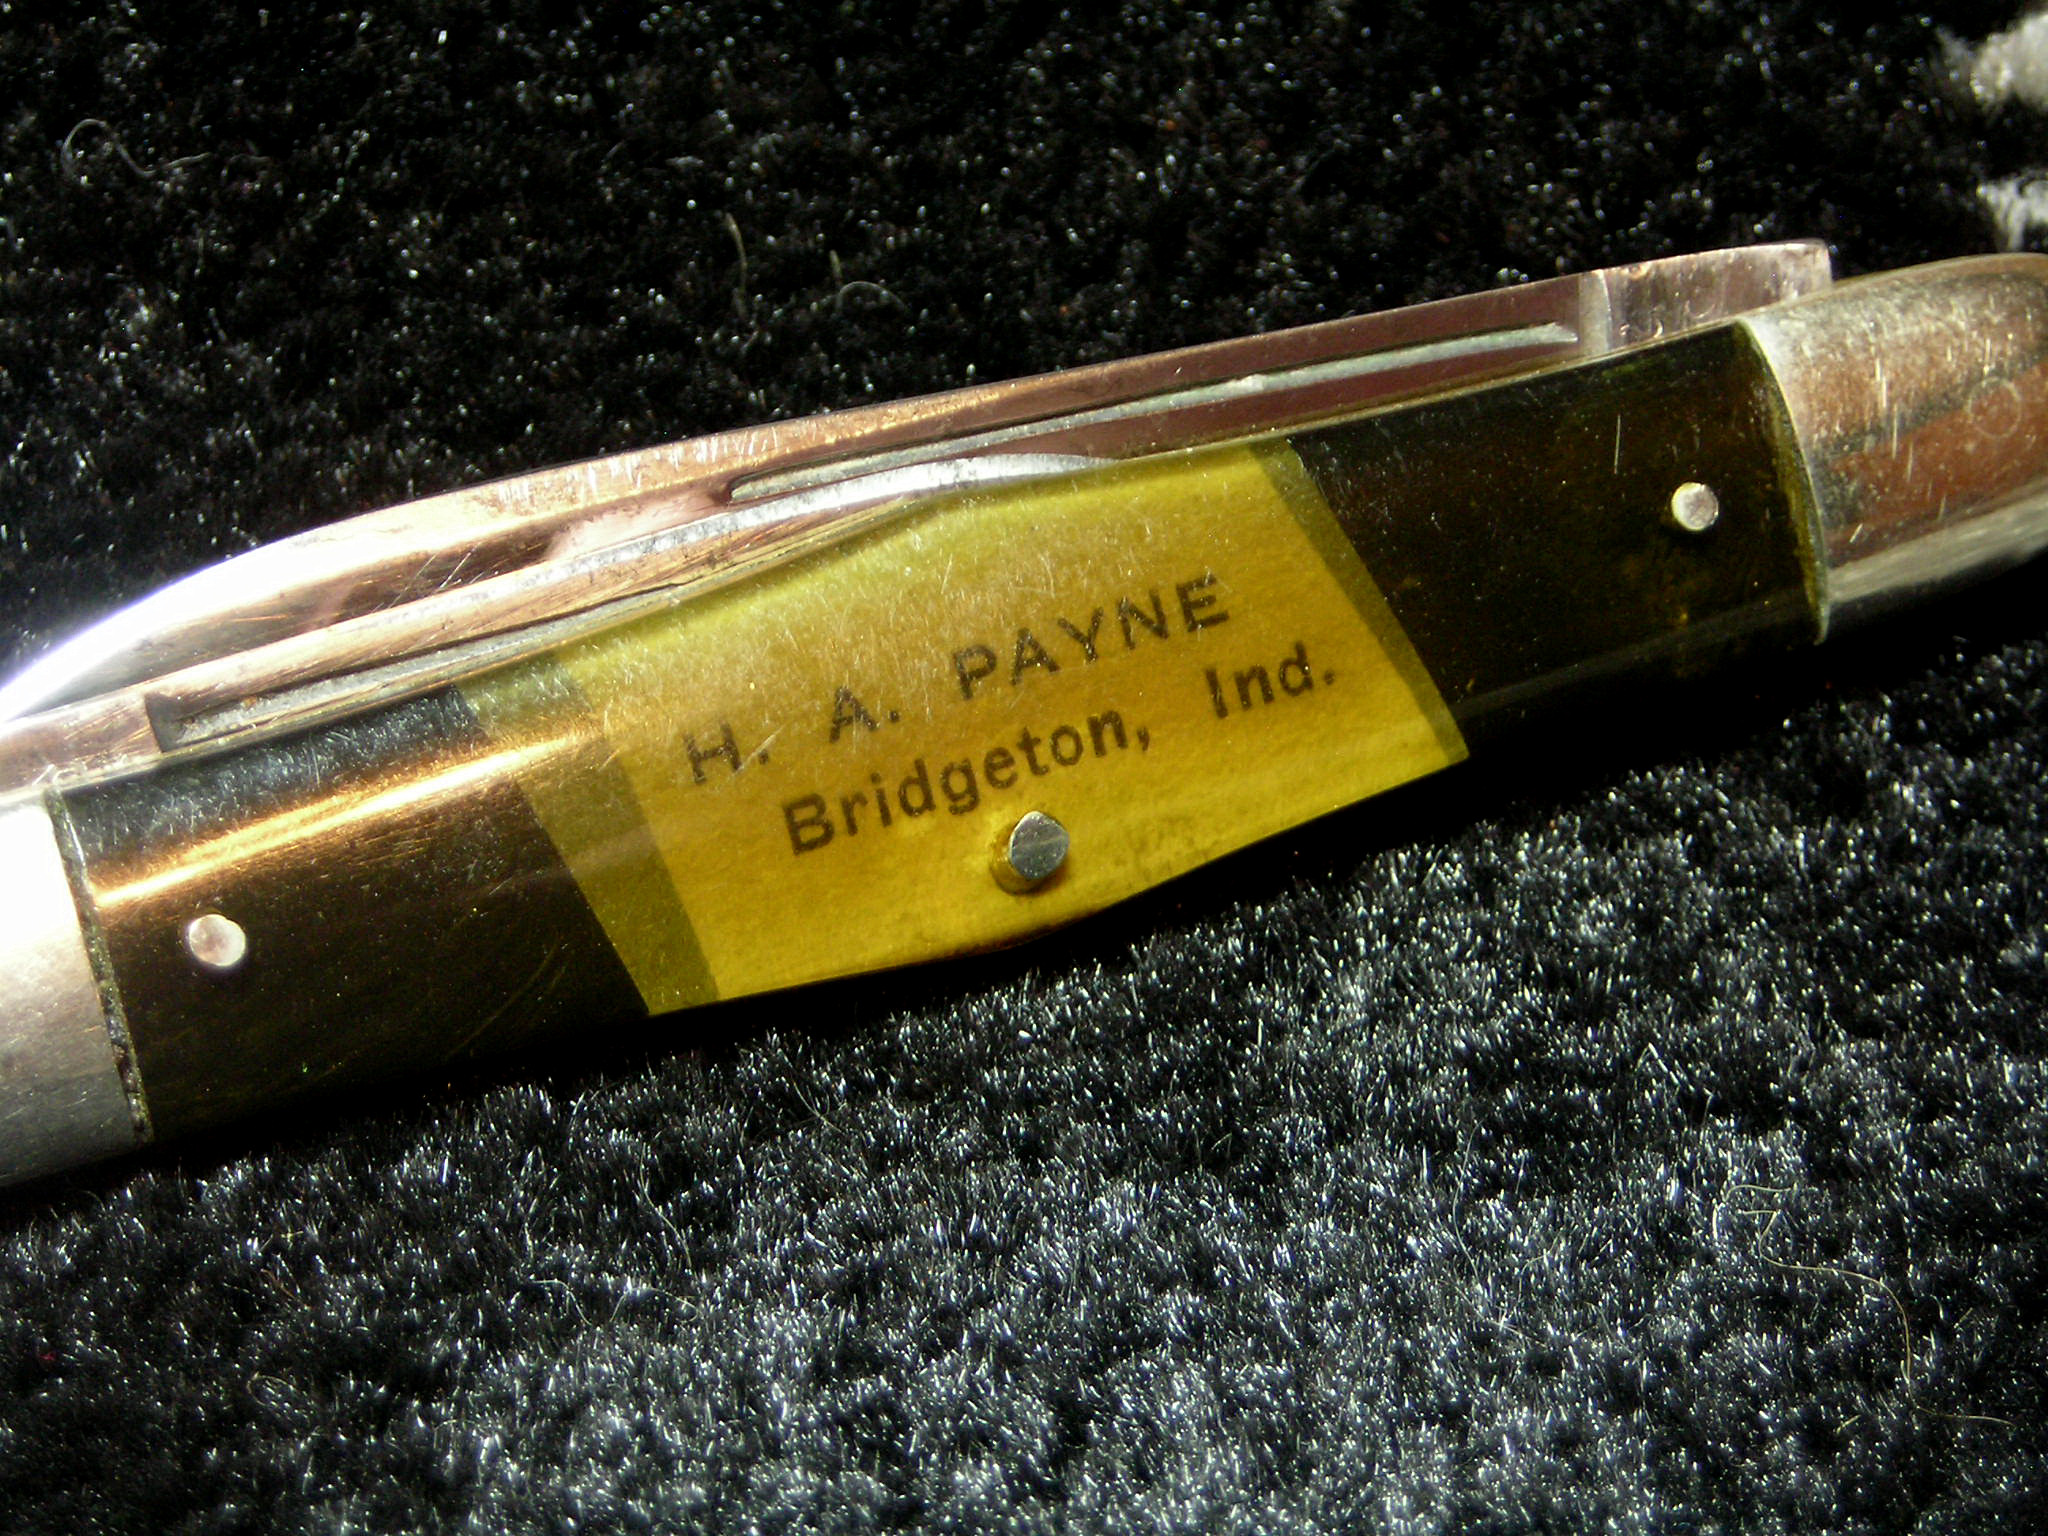 H. A. PAYNE
Bridgeton, Ind.